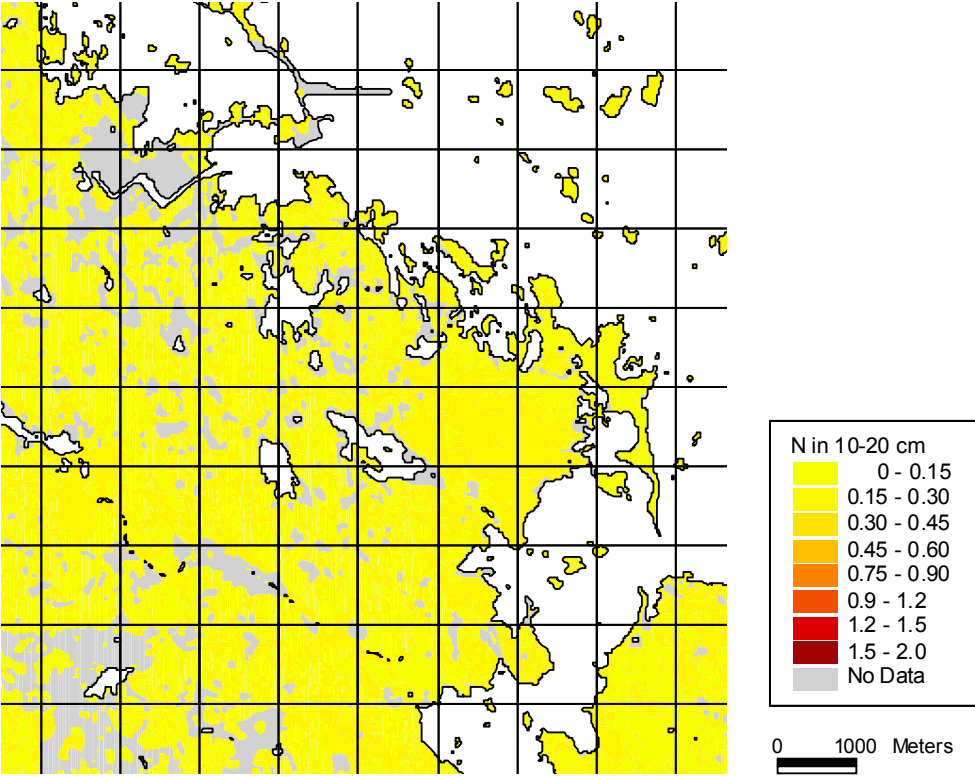 N in 10-20 cm
0 - 0.15
0.15 - 0.30
0.30 - 0.45
0.45 - 0.60
0.75 - 0.90
0.9 - 1.2
1.2 - 1.5
1.5 - 2.0
No Data
0 1000 Meters